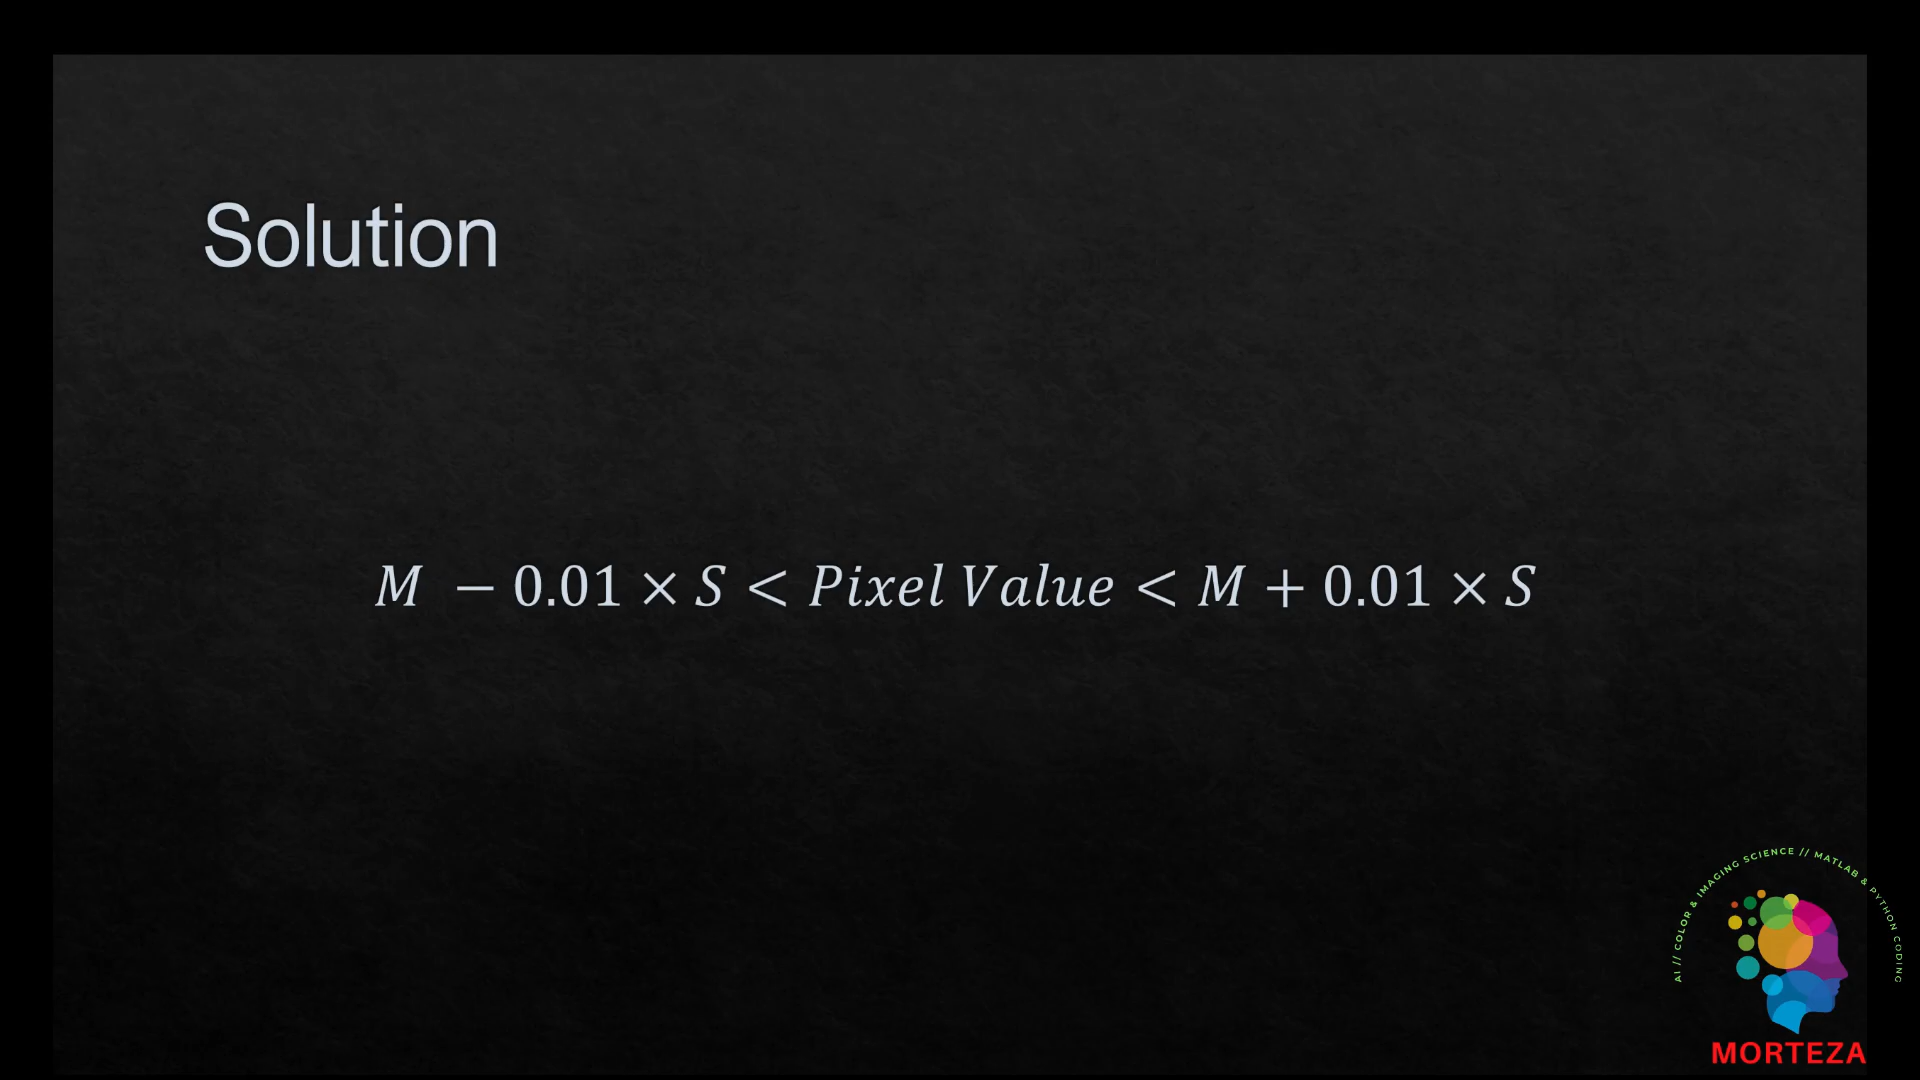 Solution
M − 0.01 × S < Pixel Value < M + 0.01 × S
AI // COLOR & IMAGING SCIENCE // MATLAB & PYTHON CODING
MORTEZA